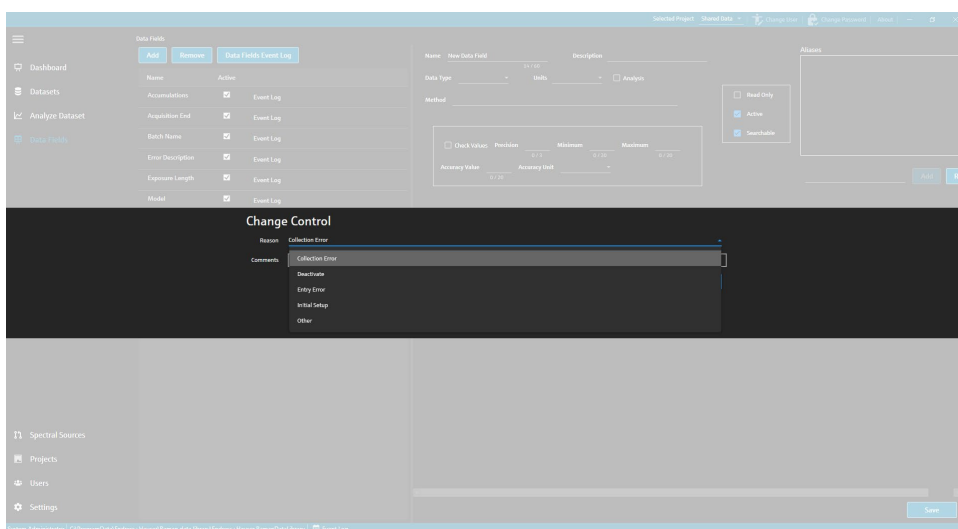 Selected Project Shared Data Change User Change Password About
Data Fields
Add Remove Data Fields Event Log
Name Active
Accumulations Event Log
Acquisition End Event Log
Batch Name Event Log
Error Description Event Log
Exposure Length Event Log
Model Event Log
Dashboard
Datasets
Analyze Dataset
Data Fields
Name New Data Field Description
Data Type Units Analysis
Method
Check Values Precision Minimum Maximum
Accuracy Value Accuracy Unit
Read Only
Active
Searchable
Aliases
Add
Change Control
Reason Collection Error
Comments
Collection Error
Deactivate
Entry Error
Initial Setup
Other
Spectral Sources
Projects
Users
Settings
Save